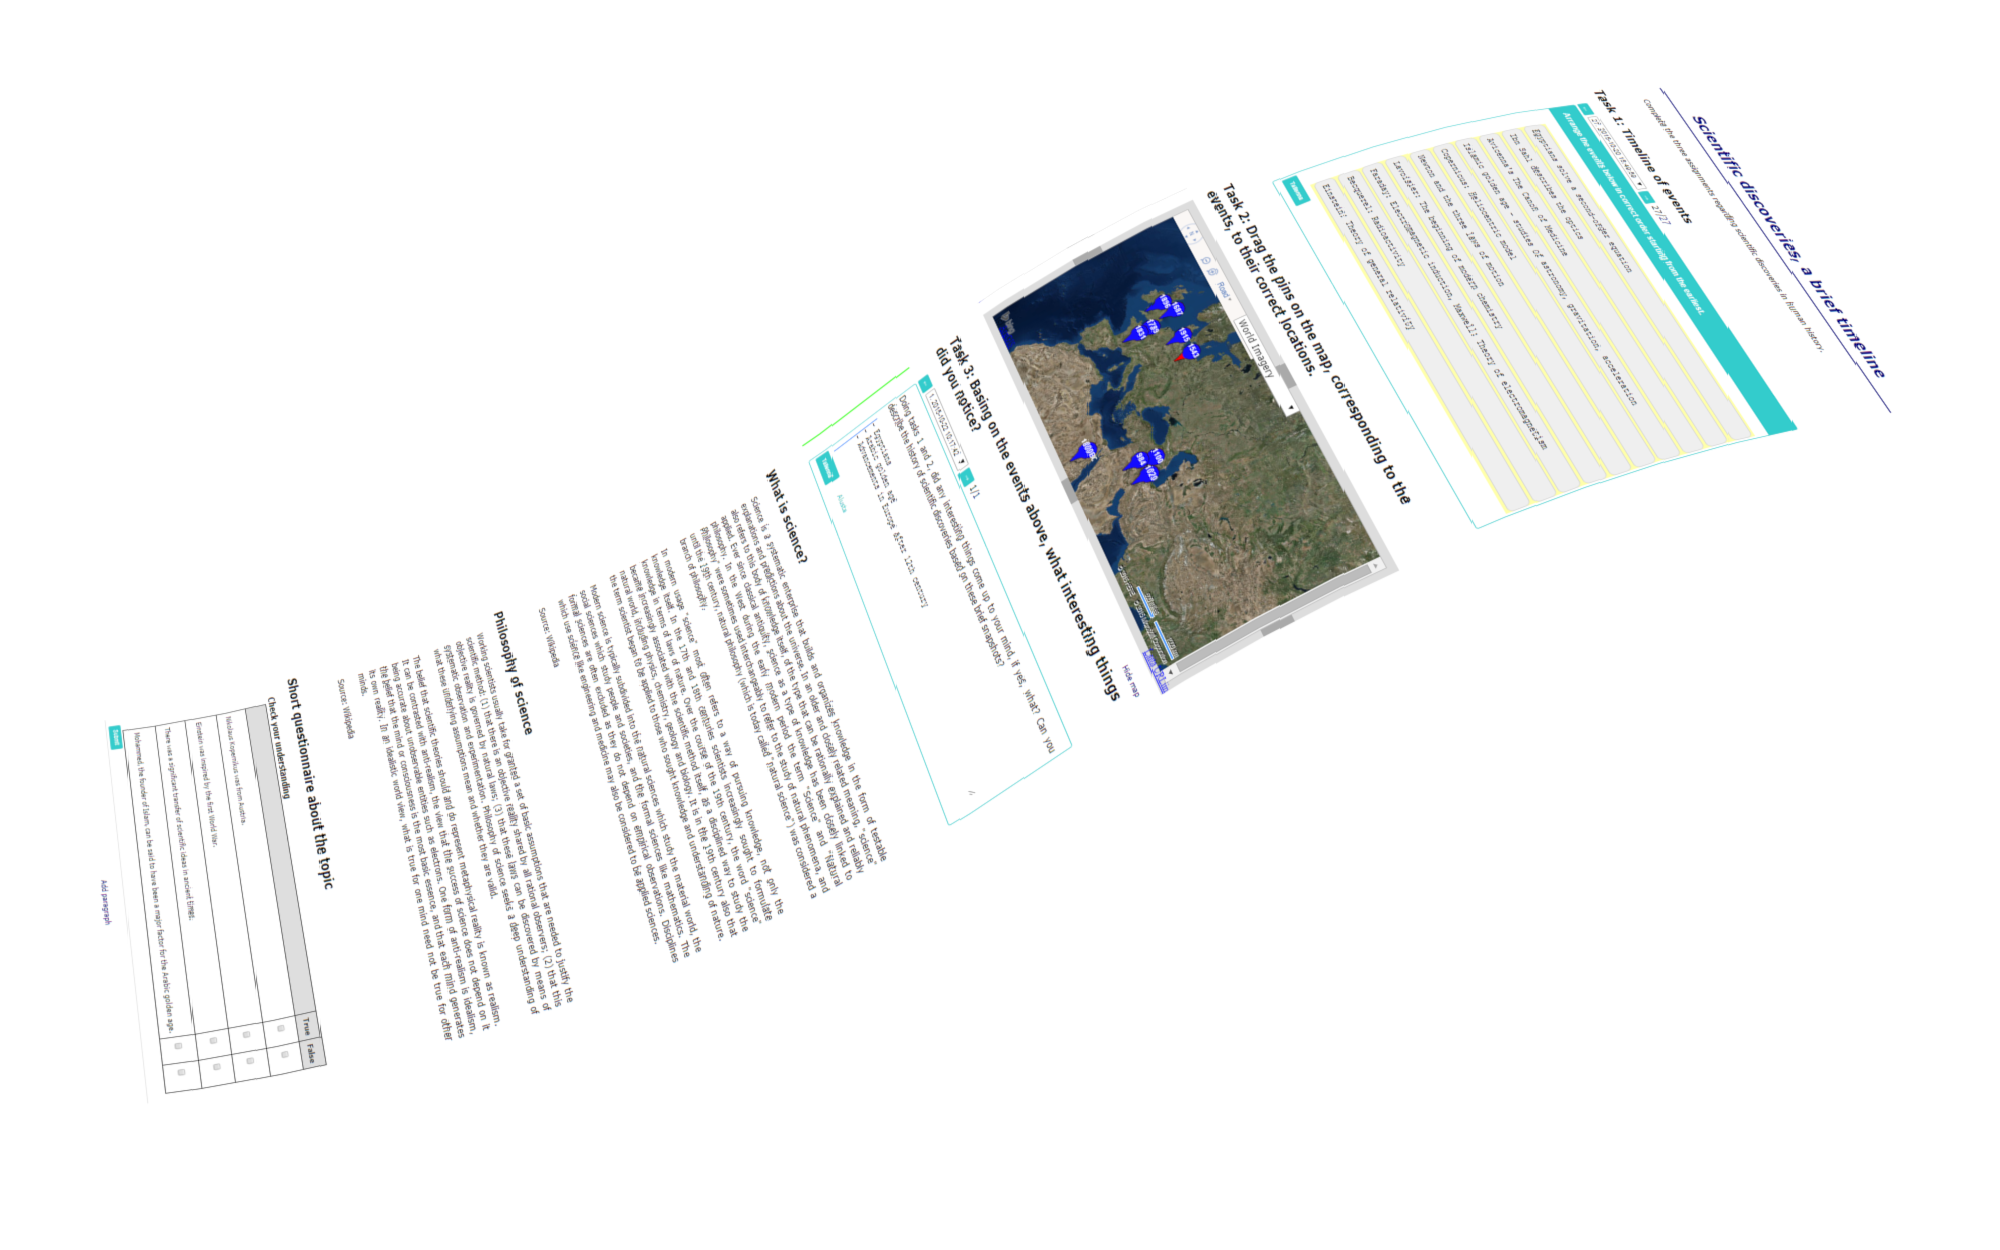 Scientific discoveries, a brief timeline
Complete the three assignments regarding scientific discoveries in human history.
Task 1: Timeline of events
27/27
Arrange the events below in correct order starting from the earliest.
Egyptians solve a second-order equation
Ibn Sahl describes the optics
Avicenna's The Canon of Medicine
Islamic golden age - studies of astronomy, gravitation, acceleration
Copernicus: Heliocentric model
Newton and the three laws of motion
Lavoisier: The beginning of modern chemistry
Faraday: Electromagnetic induction, Maxwell: Theory of electromagnetism
Becquerel: Radioactivity
Einstein: Theory of general relativity
Tallenna
Task 2: Drag the pins on the map, corresponding to the
events, to their correct locations.
Road
World Imagery
1896
1687
1789
1831
1915
1543
1100
984
1020
bing
Hide map
Task 3: Basing on the events above, what interesting things
did you notice?
1/1
Doing tasks 1 and 2, did any interesting things come up to your mind, if yes, what? Can you
describe the history of scientific discoveries based on these brief snapshots?
- Egyptians
- Arabic golden age
- Advancements in Europe after 12th century
Tallenna
Alusta
What is science?
Science is a systematic enterprise that builds and organizes knowledge in the form of testable
explanations and predictions about the universe. In an older and closely related meaning, "science"
also refers to this body of knowledge itself, of the type that can be rationally explained and reliably
applied. Ever since classical antiquity, science as a type of knowledge has been closely linked to
philosophy. In the West during the early modern period the term "Science" and "Natural
philosophy" were sometimes used interchangeably to refer to the study of natural phenomena, and
until the 19th century, natural philosophy (which is today called "natural science") was considered a
branch of philosophy.
In modern usage "science" most often refers to a way of pursuing knowledge, not only the
knowledge itself. In the 17th and 18th centuries scientists increasingly sought to formulate
knowledge in terms of laws of nature. Over the course of the 19th century, the word "science"
became increasingly associated with the scientific method itself, as a disciplined way to study the
natural world, including physics, chemistry, geology and biology. It is in the 19th century also that
the term scientist began to be applied to those who sought knowledge and understanding of nature.
Modern science is typically subdivided into the natural sciences which study the material world, the
social sciences which study people and societies, and the formal sciences like mathematics. The
formal sciences are often excluded as they do not depend on empirical observations. Disciplines
which use science like engineering and medicine may also be considered to be applied sciences.
Source: Wikipedia
Philosophy of science
Working scientists usually take for granted a set of basic assumptions that are needed to justify the
scientific method: (1) that there is an objective reality shared by all rational observers; (2) that this
objective reality is governed by natural laws; (3) that these laws can be discovered by means of
systematic observation and experimentation. Philosophy of science seeks a deep understanding of
what these underlying assumptions mean and whether they are valid.
The belief that scientific theories should and do represent metaphysical reality is known as realism.
It can be contrasted with anti-realism, the view that the success of science does not depend on it
being accurate about unobservable entities such as electrons. One form of anti-realism is idealism,
the belief that the mind or consciousness is the most basic essence, and that each mind generates
its own reality. In an idealistic world view, what is true for one mind need not be true for other
minds.
Source: Wikipedia
Short questionnaire about the topic
Check your understanding
True False
Nikolaus Kopernikus was from Austria.
Einstein was inspired by the first World War.
There was a significant transfer of scientific ideas in ancient times.
Mohammed, the founder of Islam, can be said to have been a major factor for the Arabic golden age.
Save
Add paragraph